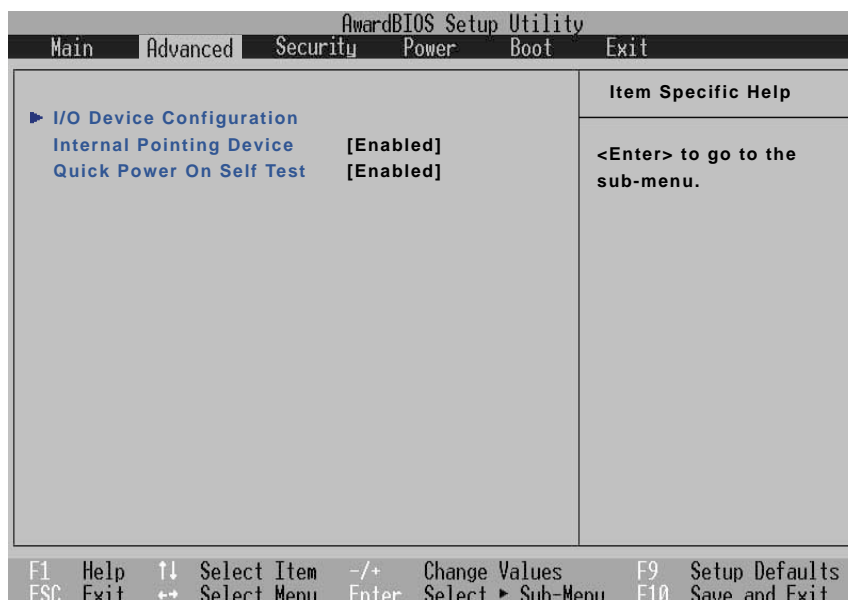 AwardBIOS Setup Utility
Main Advanced Security Power Boot Exit
Item Specific Help
▶ I/O Device Configuration
Internal Pointing Device [Enabled]
Quick Power On Self Test [Enabled]
<Enter> to go to the
sub-menu.
F1 Help ↑↓ Select Item -/+ Change Values F9 Setup Defaults
ESC Exit ←→ Select Menu Enter Select ▶ Sub-Menu F10 Save and Exit